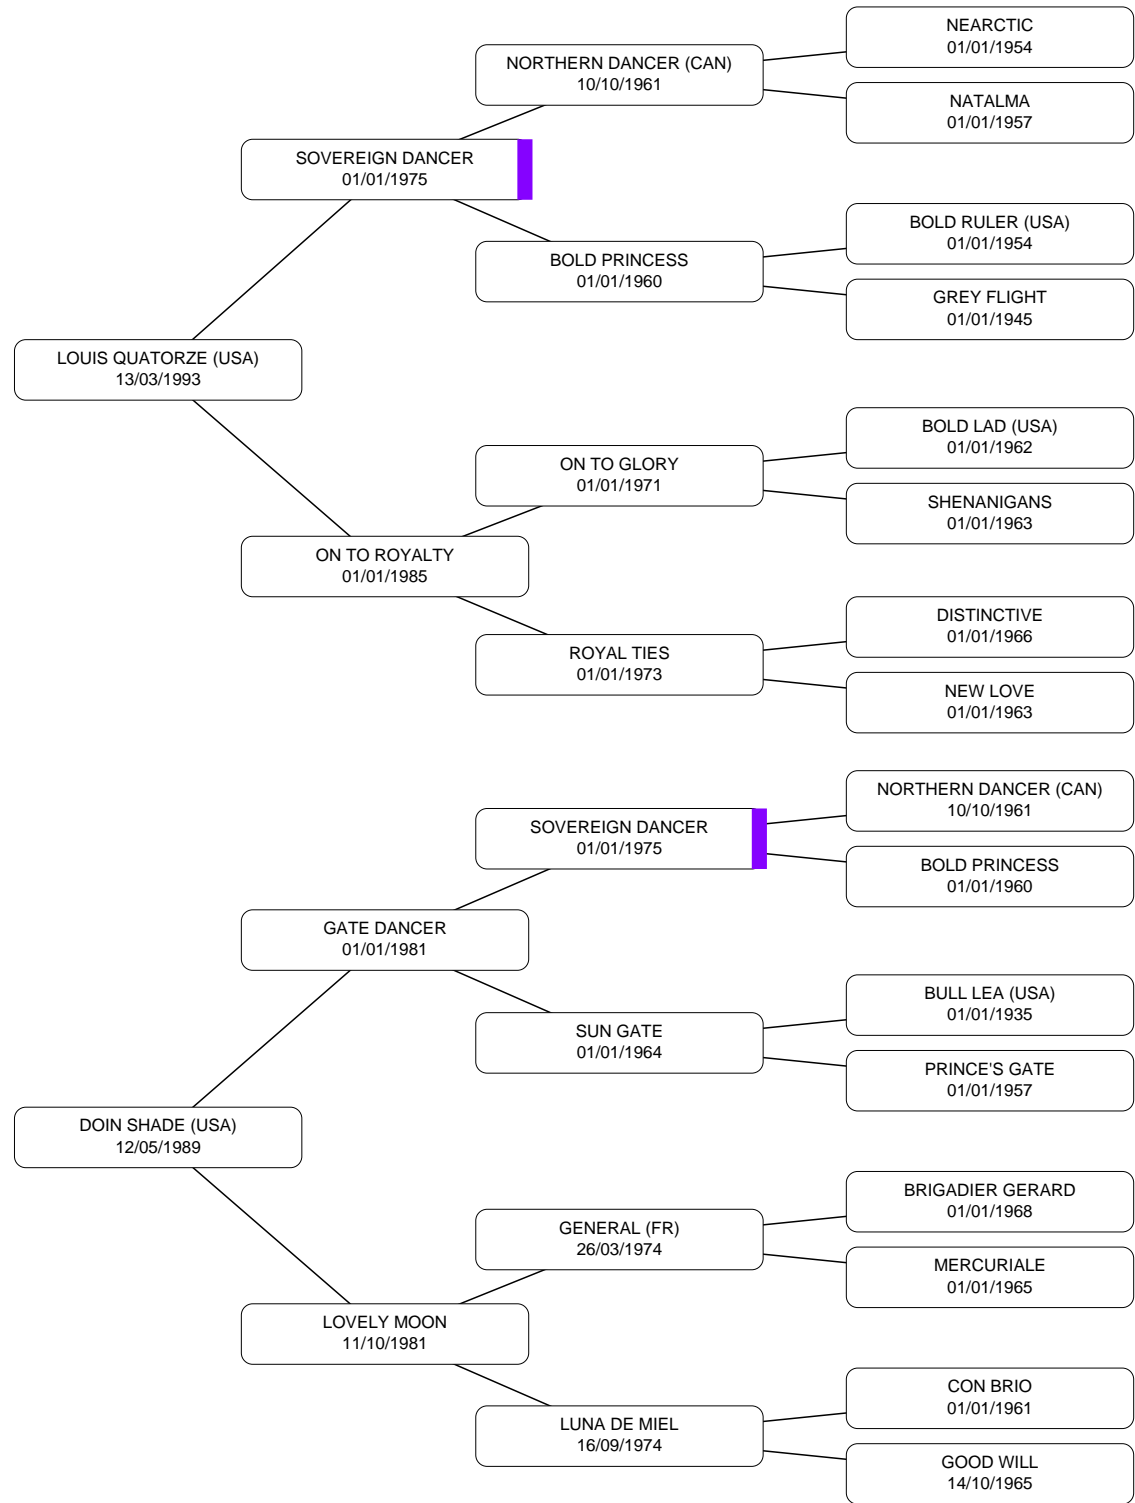 NEARCTIC
01/01/1954
NORTHERN DANCER (CAN)
10/10/1961
NATALMA
01/01/1957
SOVEREIGN DANCER
01/01/1975
BOLD RULER (USA)
01/01/1954
BOLD PRINCESS
01/01/1960
GREY FLIGHT
01/01/1945
LOUIS QUATORZE (USA)
13/03/1993
BOLD LAD (USA)
01/01/1962
ON TO GLORY
01/01/1971
SHENANIGANS
01/01/1963
ON TO ROYALTY
01/01/1985
DISTINCTIVE
01/01/1966
ROYAL TIES
01/01/1973
NEW LOVE
01/01/1963
NORTHERN DANCER (CAN)
10/10/1961
SOVEREIGN DANCER
01/01/1975
BOLD PRINCESS
01/01/1960
GATE DANCER
01/01/1981
BULL LEA (USA)
01/01/1935
SUN GATE
01/01/1964
PRINCE'S GATE
01/01/1957
DOIN SHADE (USA)
12/05/1989
BRIGADIER GERARD
01/01/1968
GENERAL (FR)
26/03/1974
MERCURIALE
01/01/1965
LOVELY MOON
11/10/1981
CON BRIO
01/01/1961
LUNA DE MIEL
16/09/1974
GOOD WILL
14/10/1965